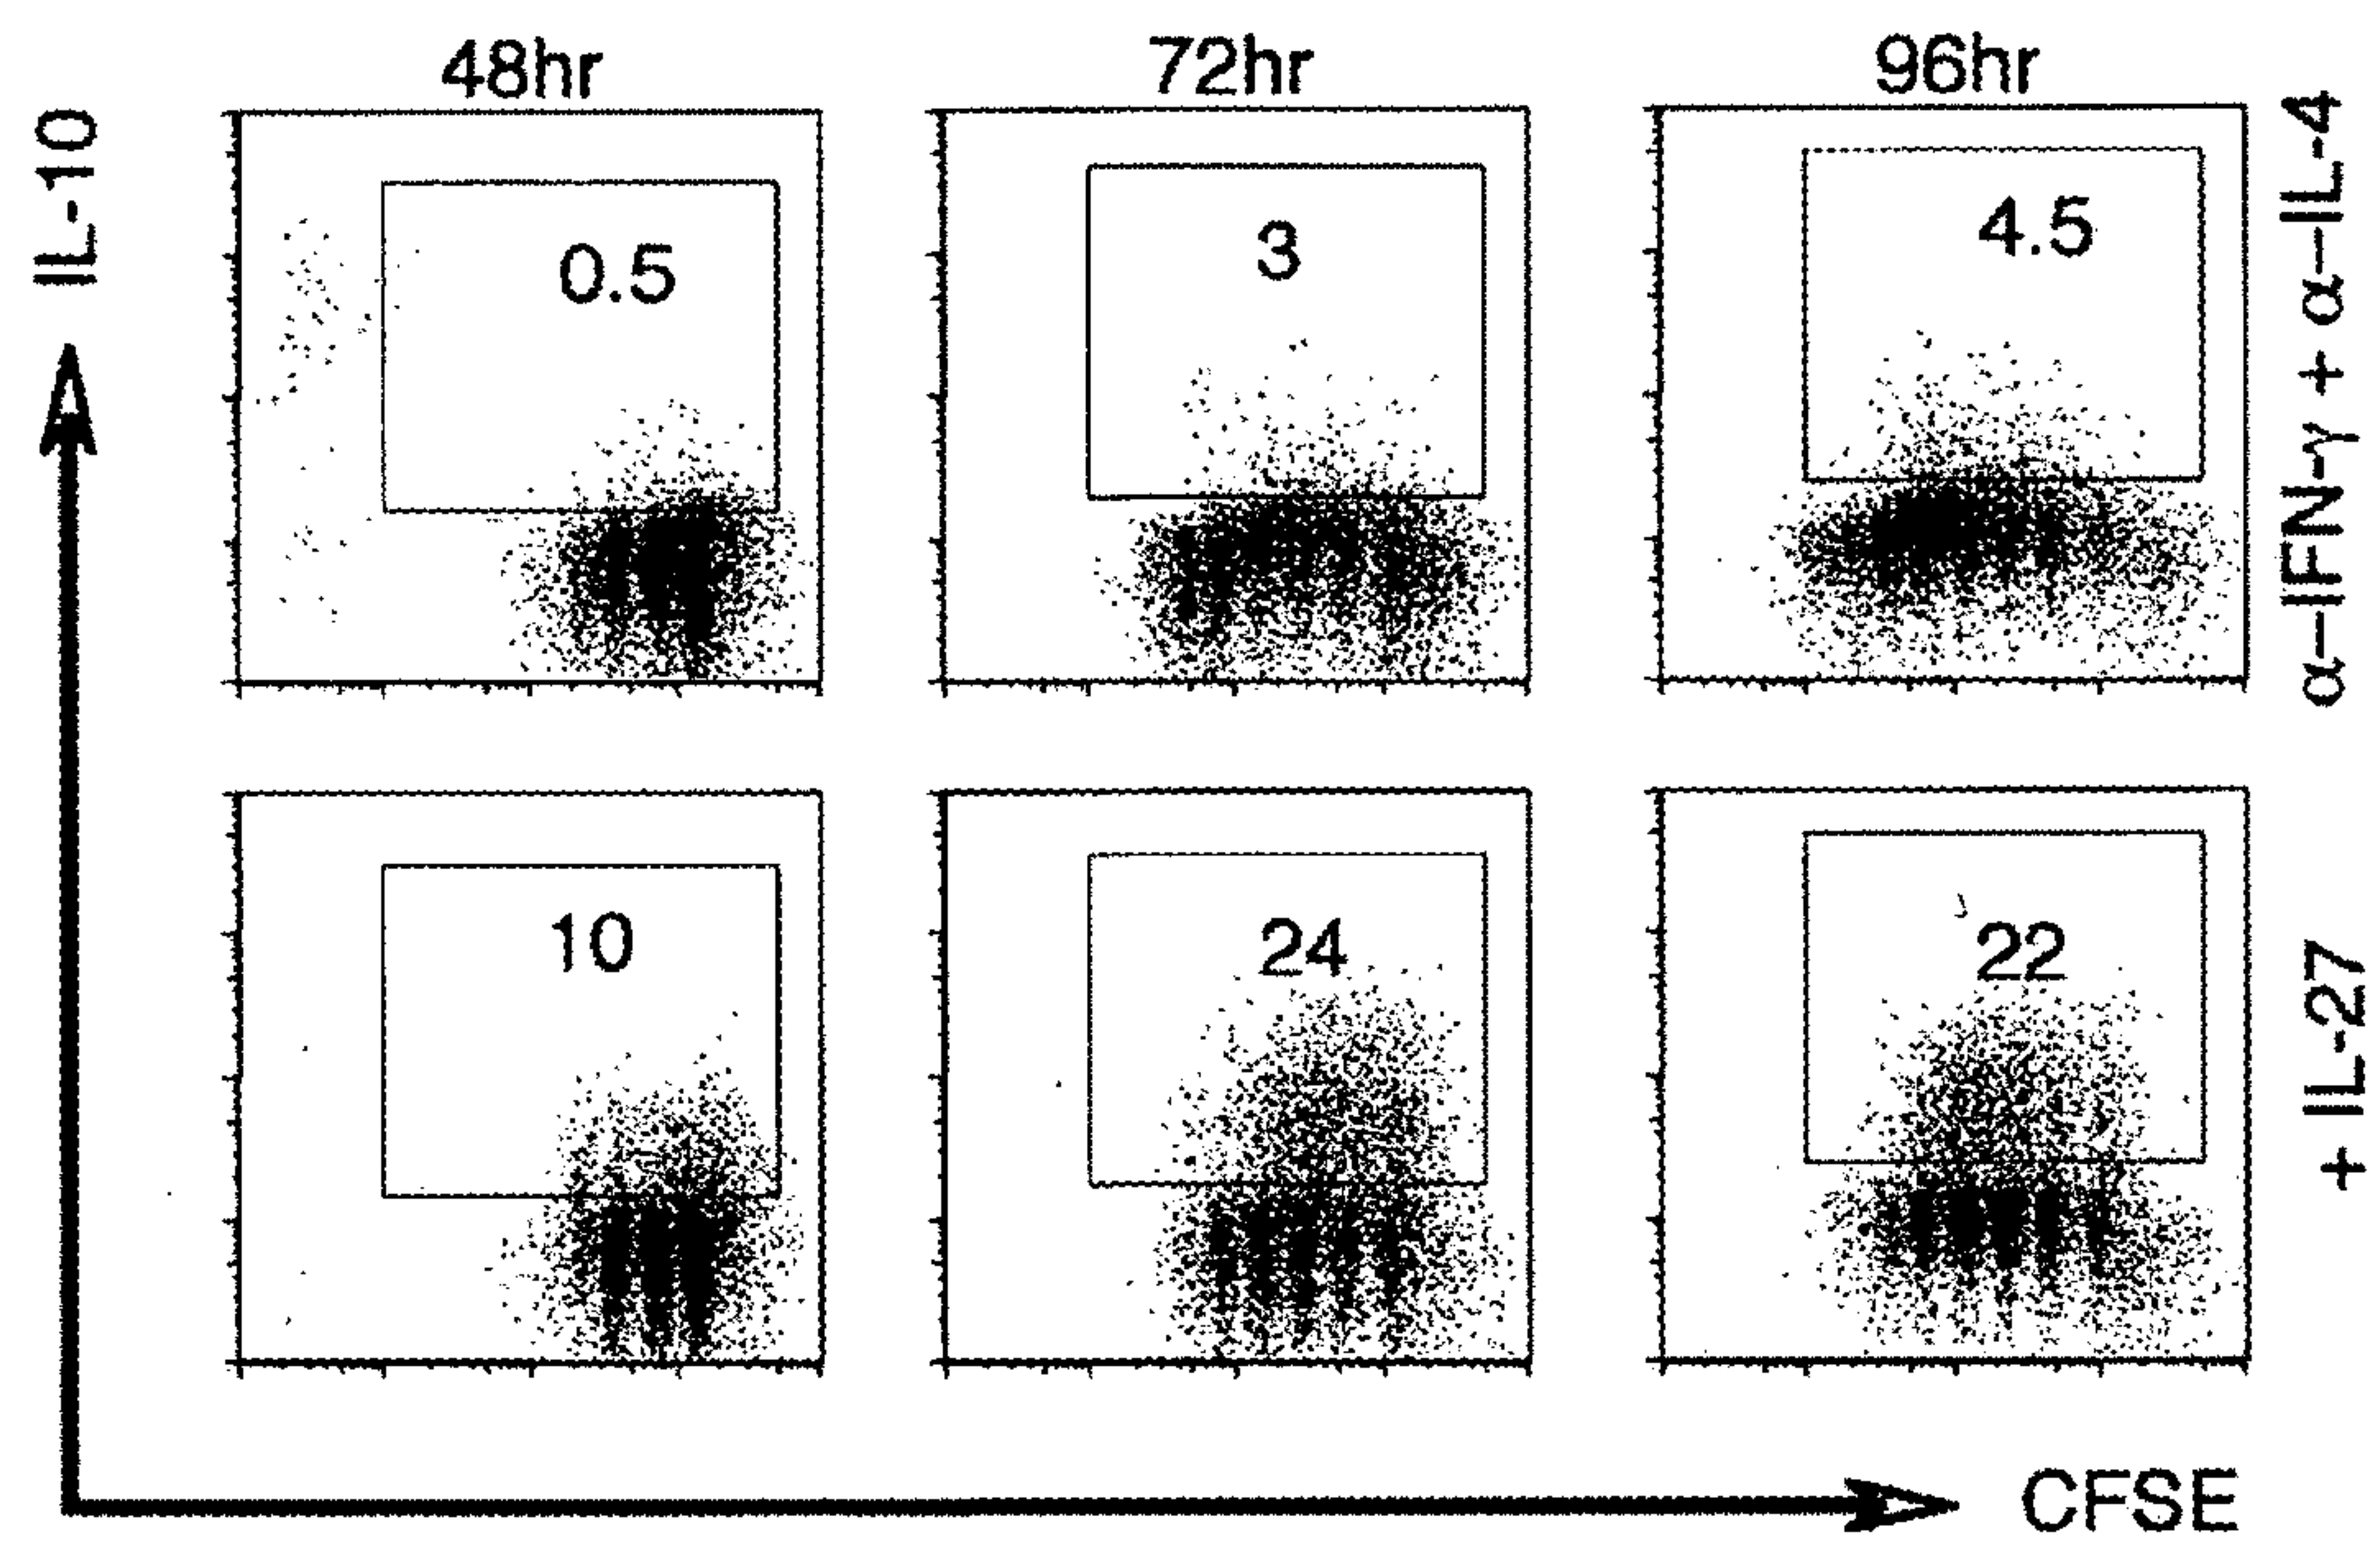 48hr
72hr
96hr
IL-10
0.5
3
4.5
α–IFN-γ + α–IL-4
10
24
22
+ IL-27
CFSE